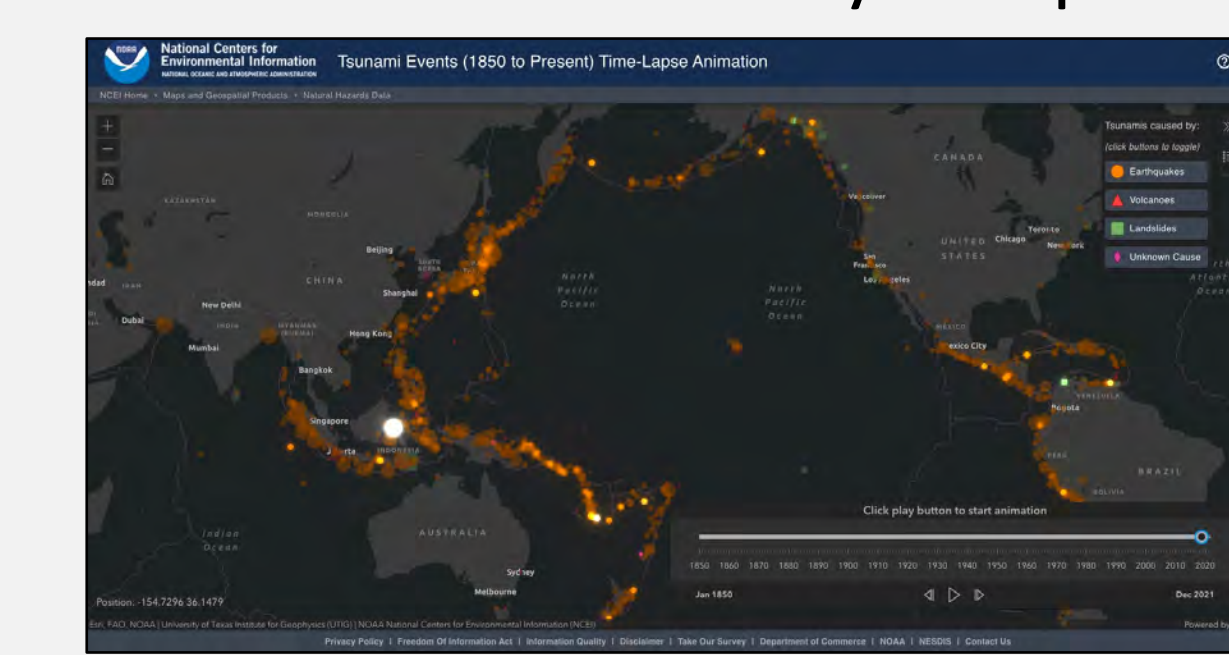 NOAA
National Centers for
Environmental Information
NATIONAL OCEANIC AND ATMOSPHERIC ADMINISTRATION
Tsunami Events (1850 to Present) Time-Lapse Animation
NCEI Home • Maps and Geospatial Products • Natural Hazards Data
Tsunamis caused by:
(click buttons to toggle)
Earthquakes
Volcanoes
Landslides
Unknown Cause
CANADA
KAZAKHSTAN
MONGOLIA
Vancouver
Toronto
Chicago
New York
UNITED
STATES
Beijing
SOUTH
KOREA
San
Francisco
CHINA
North
Pacific
Ocean
North
Pacific
Ocean
Shanghai
New Delhi
Dubai
INDIA
Hong Kong
MEXICO
Mumbai
Bangkok
VENEZUELA
Bogota
Singapore
INDONESIA
PERU
BRAZIL
BOLIVIA
Indian
Ocean
AUSTRALIA
Sydney
Melbourne
Click play button to start animation
1850 1860 1870 1880 1890 1900 1910 1920 1930 1940 1950 1960 1970 1980 1990 2000 2010 2020
Jan 1850
Dec 2021
Position: -154.7296 36.1479
Esri, FAO, NOAA | University of Texas Institute for Geophysics (UTIG) | NOAA National Centers for Environmental Information (NCEI)
Powered by
Privacy Policy | Freedom Of Information Act | Information Quality | Disclaimer | Take Our Survey | Department of Commerce | NOAA | NESDIS | Contact Us